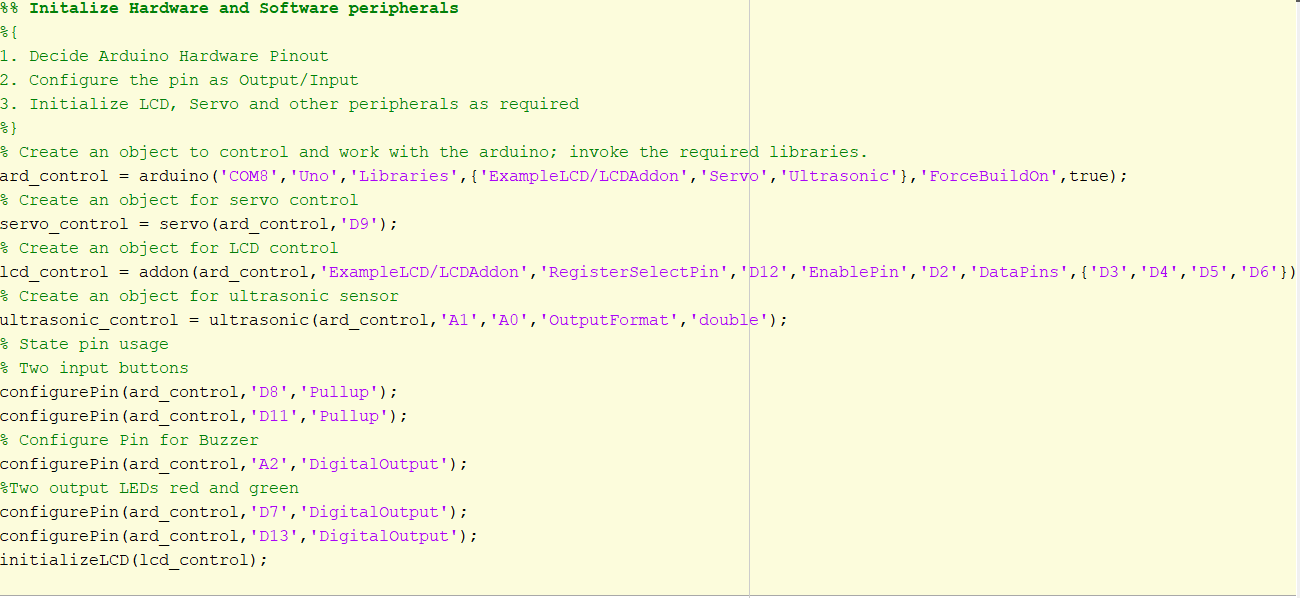 %% Initalize Hardware and Software peripherals
%{
1. Decide Arduino Hardware Pinout
2. Configure the pin as Output/Input
3. Initialize LCD, Servo and other peripherals as required
%}
% Create an object to control and work with the arduino; invoke the required libraries.
ard_control = arduino('COM8','Uno','Libraries',{'ExampleLCD/LCDAddon','Servo','Ultrasonic'},'ForceBuildOn',true);
% Create an object for servo control
servo_control = servo(ard_control,'D9');
% Create an object for LCD control
lcd_control = addon(ard_control,'ExampleLCD/LCDAddon','RegisterSelectPin','D12','EnablePin','D2','DataPins',{'D3','D4','D5','D6'})
% Create an object for ultrasonic sensor
ultrasonic_control = ultrasonic(ard_control,'A1','A0','OutputFormat','double');
% State pin usage
% Two input buttons
configurePin(ard_control,'D8','Pullup');
configurePin(ard_control,'D11','Pullup');
% Configure Pin for Buzzer
configurePin(ard_control,'A2','DigitalOutput');
%Two output LEDs red and green
configurePin(ard_control,'D7','DigitalOutput');
configurePin(ard_control,'D13','DigitalOutput');
initializeLCD(lcd_control);